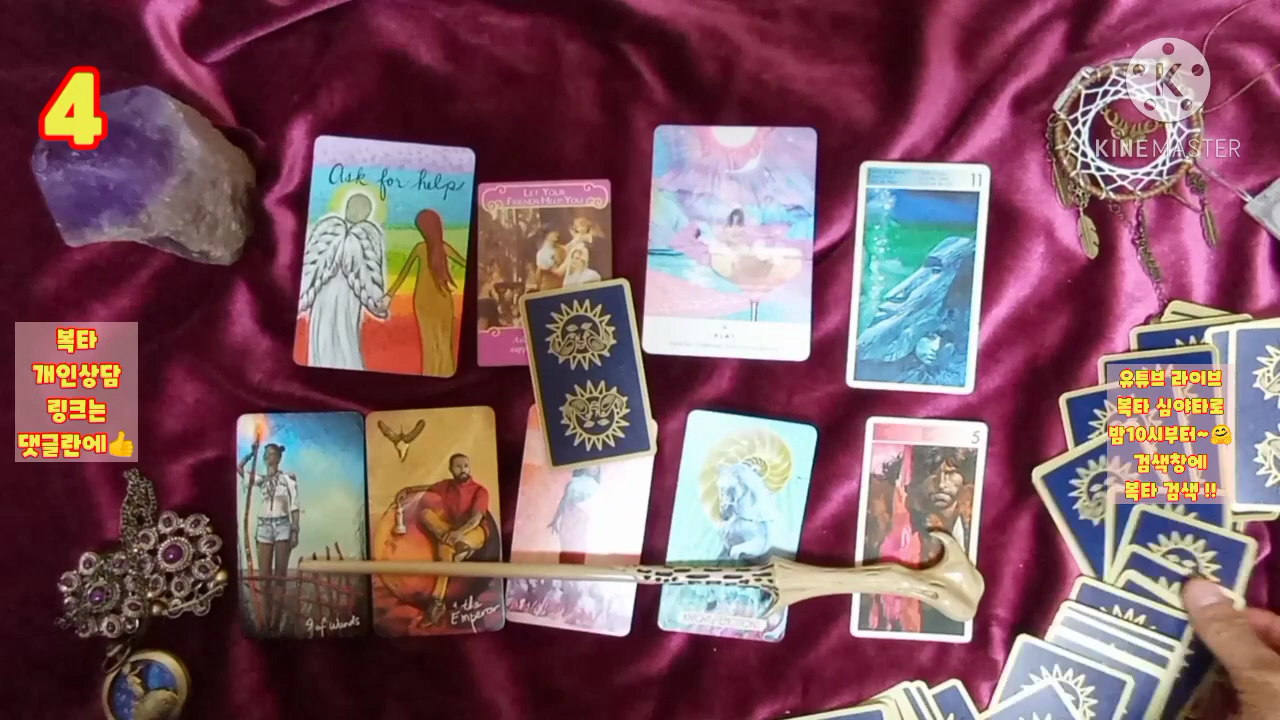 4
KINEMASTER
Ask for help
LET YOUR
FRIENDS HELP YOU
PLAY
11
복타
개인상담
링크는
댓글란에👍
유튜브 라이브
복타 심야타로
밤10시부터~🤗
검색창에
복타 검색 !!
9 of Wands
the
Emperor
5